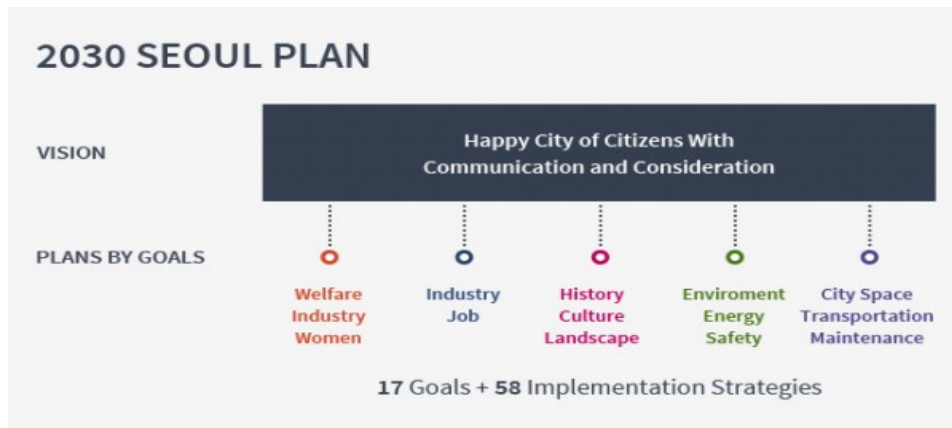 2030 SEOUL PLAN
VISION
Happy City of Citizens With
Communication and Consideration
PLANS BY GOALS
Welfare
Industry
Women
Industry
Job
History
Culture
Landscape
Enviroment
Energy
Safety
City Space
Transportation
Maintenance
17 Goals + 58 Implementation Strategies